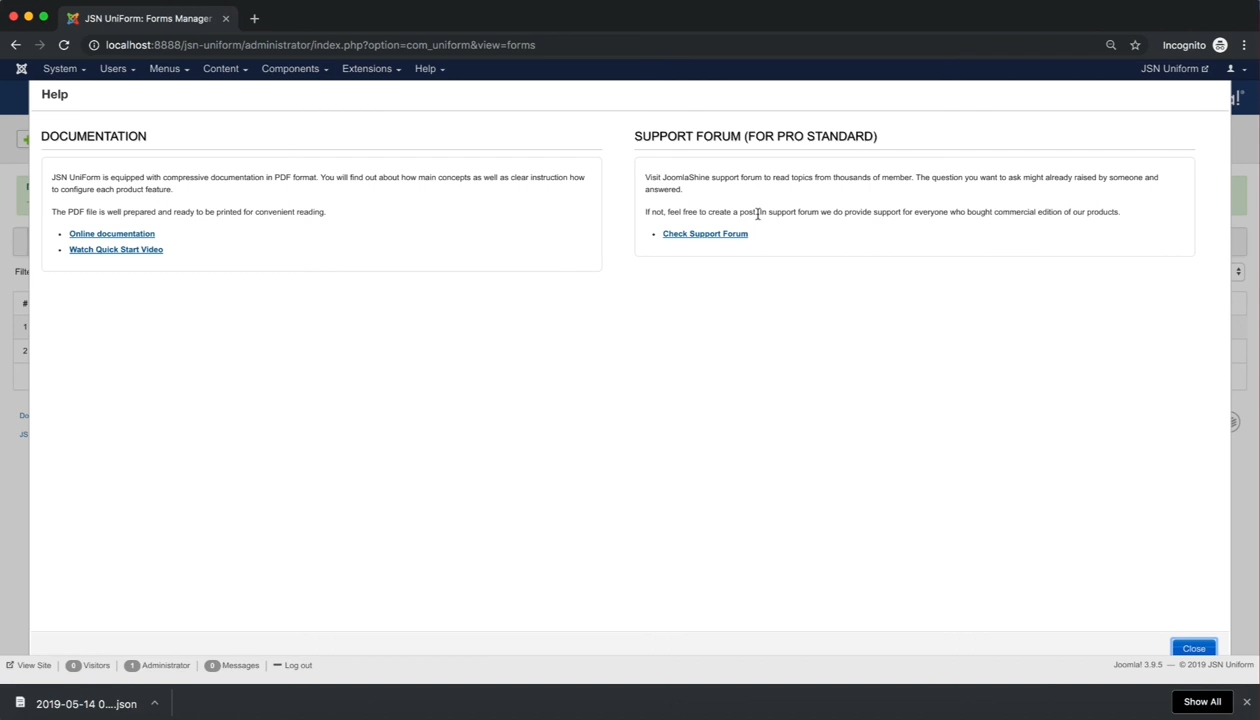 JSN UniForm: Forms Manager
localhost:8888/jsn-uniform/administrator/index.php?option=com_uniform&view=forms
Incognito
System Users Menus Content Components Extensions Help
JSN Uniform
Help
DOCUMENTATION
JSN UniForm is equipped with compressive documentation in PDF format. You will find out about how main concepts as well as clear instruction how
to configure each product feature.
The PDF file is well prepared and ready to be printed for convenient reading.
Online documentation
Watch Quick Start Video
SUPPORT FORUM (FOR PRO STANDARD)
Visit JoomlaShine support forum to read topics from thousands of member. The question you want to ask might already raised by someone and
answered.
If not, feel free to create a post in support forum we do provide support for everyone who bought commercial edition of our products.
Check Support Forum
Filte
#
1
2
Do
JS
Close
View Site 0 Visitors 1 Administrator 0 Messages Log out
Joomla! 3.9.5 — © 2019 JSN Uniform
2019-05-14 0....json
Show All